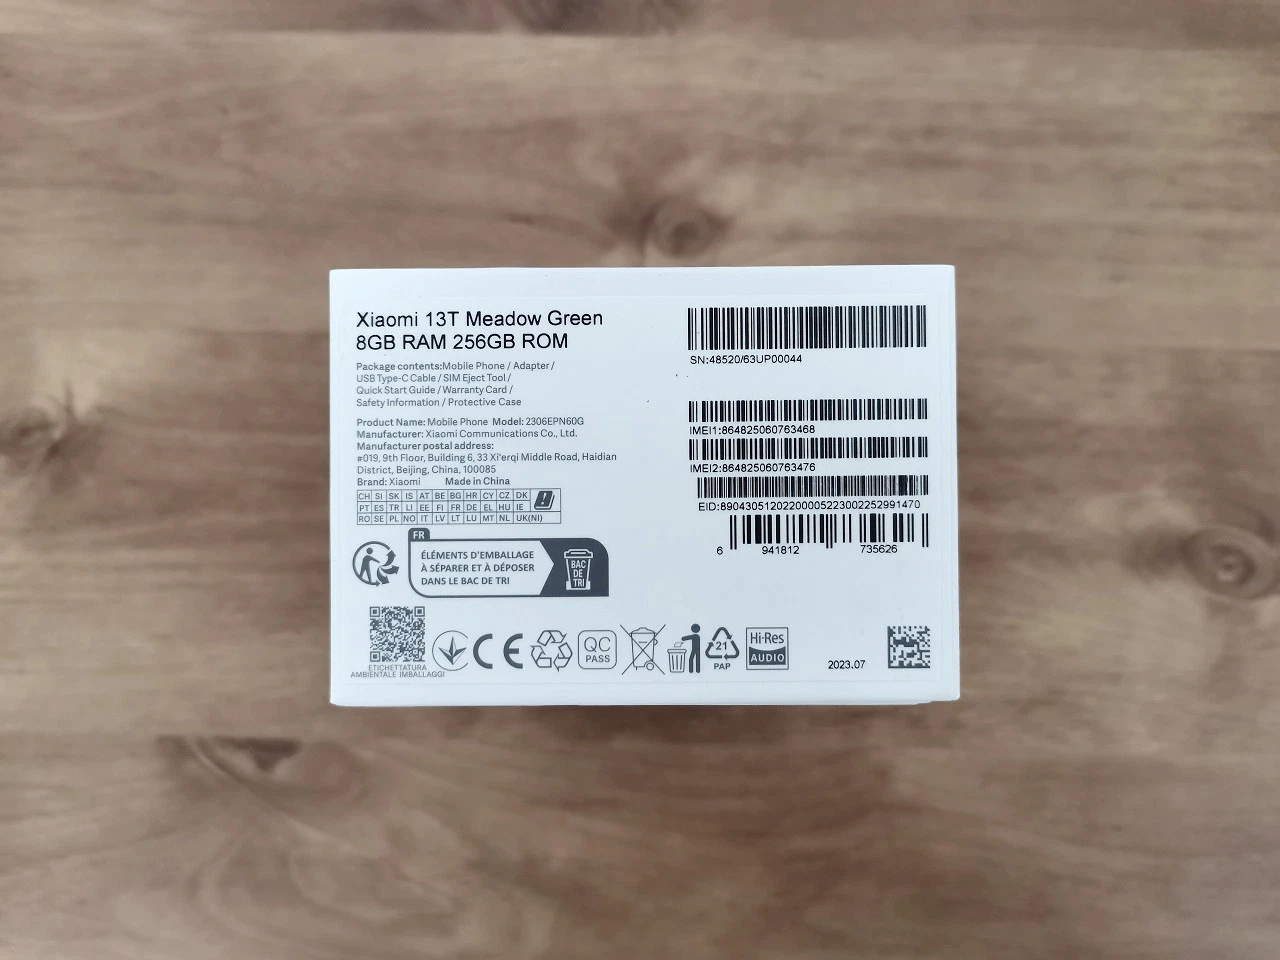 Xiaomi 13T Meadow Green
8GB RAM 256GB ROM
Package contents:Mobile Phone / Adapter /
USB Type-C Cable / SIM Eject Tool /
Quick Start Guide / Warranty Card /
Safety Information / Protective Case
Product Name: Mobile Phone Model: 2306EPN60G
Manufacturer: Xiaomi Communications Co., Ltd.
Manufacturer postal address:
#019, 9th Floor, Building 6, 33 Xi'erqi Middle Road, Haidian
District, Beijing, China, 100085
Brand: Xiaomi Made in China
CH SI SK IS AT BE BG HR CY CZ DK
PT ES TR LI EE FI FR DE EL HU IE
RO SE PL NO IT LV LT LU MT NL UK(NI)
FR
ÉLÉMENTS D'EMBALLAGE
À SÉPARER ET À DÉPOSER
DANS LE BAC DE TRI
BAC
DE
TRI
ETICHETTATURA
AMBIENTALE IMBALLAGGI
CE
QC
PASS
21
PAP
Hi-Res
AUDIO
SN:48520/63UP00044
IMEI1:864825060763468
IMEI2:864825060763476
EID:89043051202200005223002252991470
6 941812 735626
2023.07